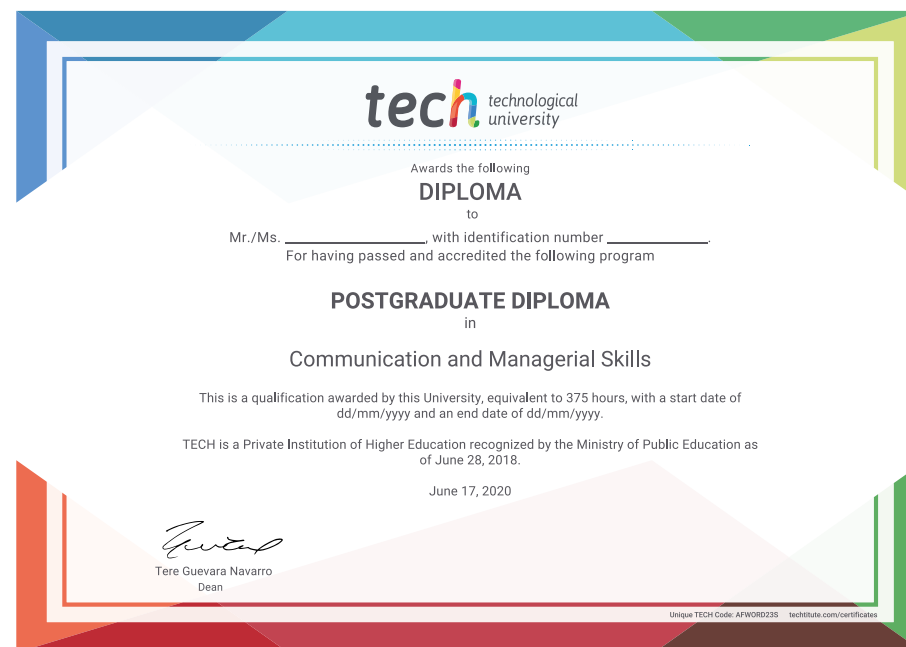 tech technological
university
Awards the following
DIPLOMA
to
Mr./Ms. ____________________, with identification number ______________.
For having passed and accredited the following program
POSTGRADUATE DIPLOMA
in
Communication and Managerial Skills
This is a qualification awarded by this University, equivalent to 375 hours, with a start date of
dd/mm/yyyy and an end date of dd/mm/yyyy.
TECH is a Private Institution of Higher Education recognized by the Ministry of Public Education as
of June 28, 2018.
June 17, 2020
Tere Guevara Navarro
Dean
Unique TECH Code: AFWORD23S techtitute.com/certificates